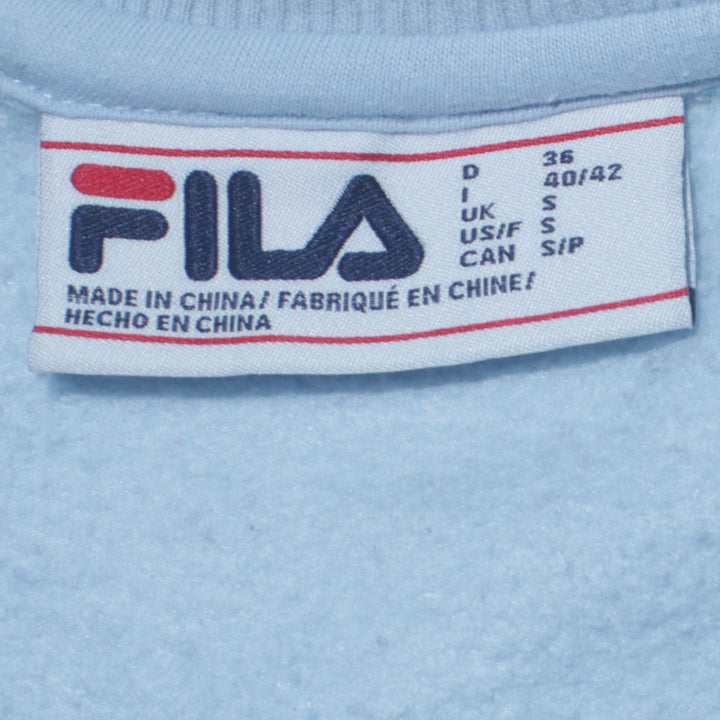 FILA
D 36
I 40/42
UK S
US/F S
CAN S/P
MADE IN CHINA/ FABRIQUÉ EN CHINE/
HECHO EN CHINA